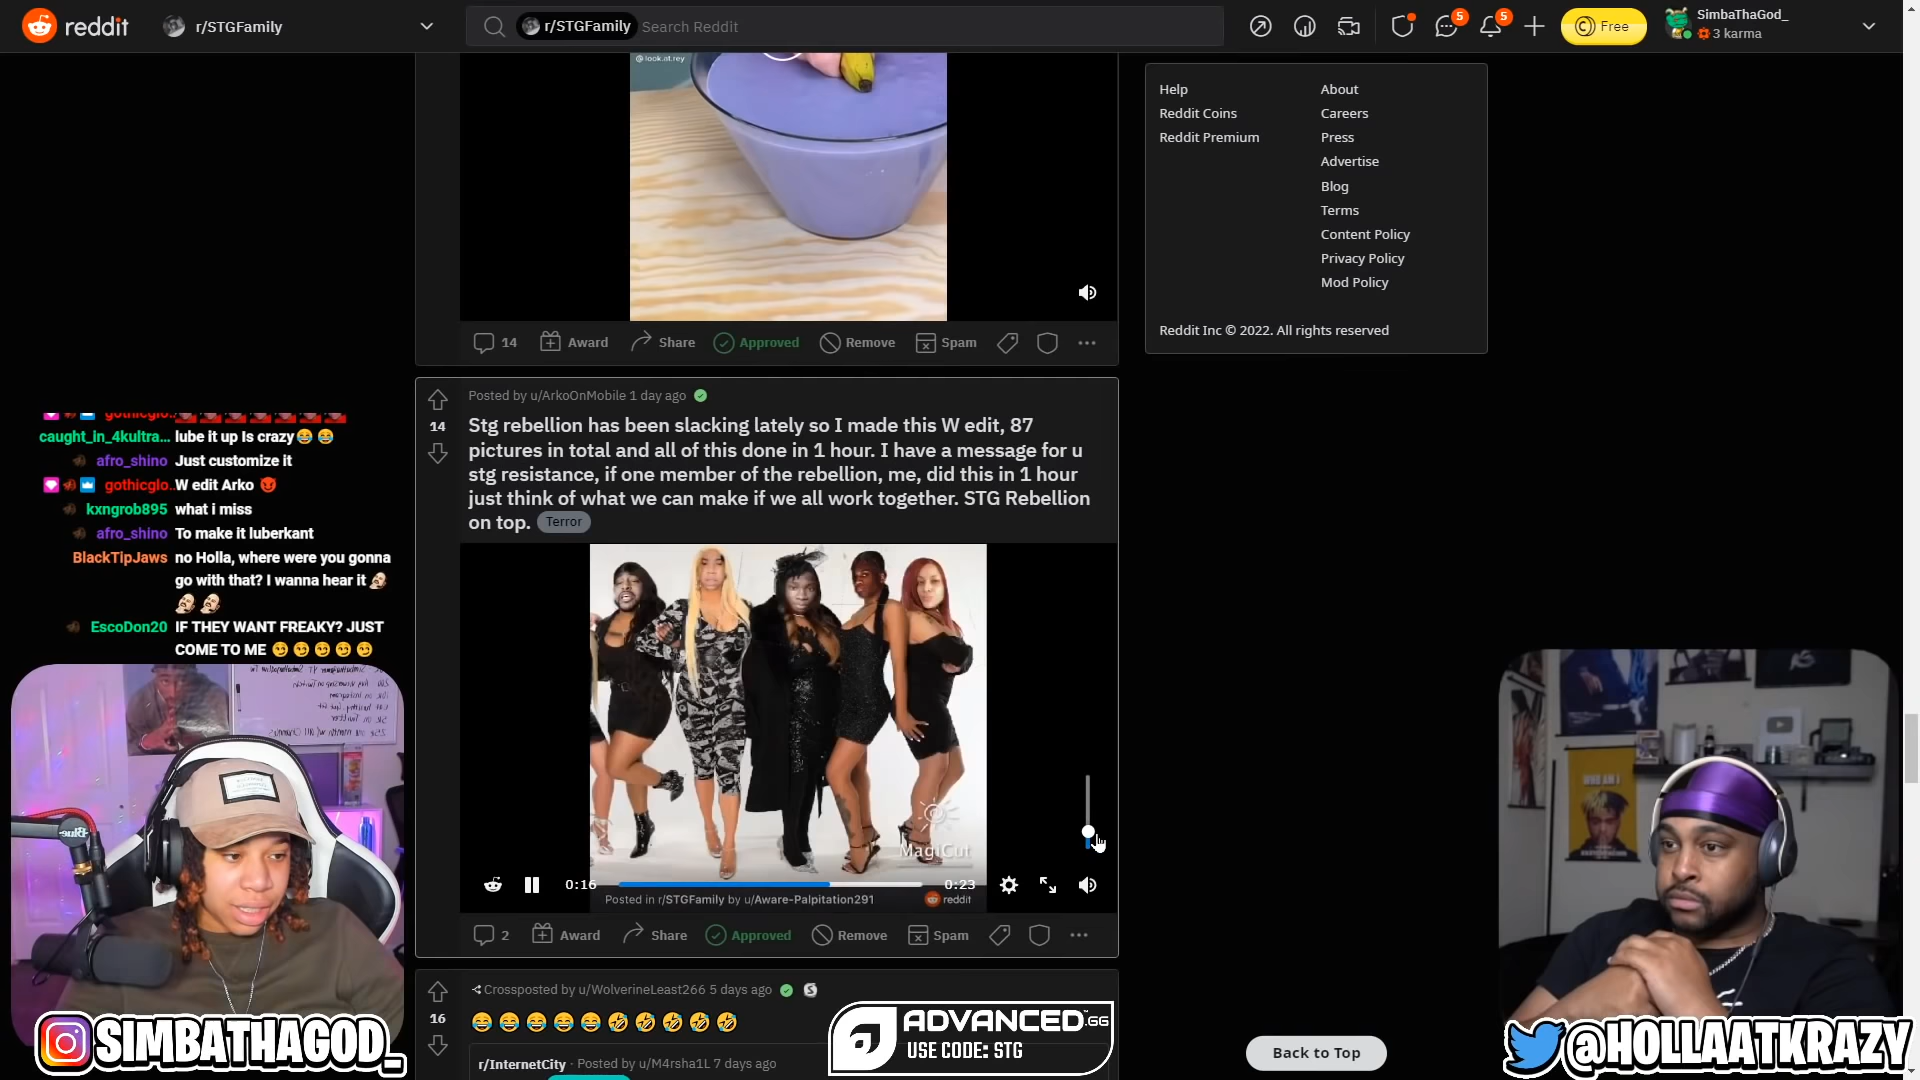 reddit
r/STGFamily
r/STGFamily Search Reddit
5
5
Free
SimbaThaGod_
3 karma
@look.at.rey
Help
About
Reddit Coins
Careers
Reddit Premium
Press
Advertise
Blog
Terms
Content Policy
Privacy Policy
Mod Policy
Reddit Inc © 2022. All rights reserved
14 Award Share Approved Remove Spam
Posted by u/ArkoOnMobile 1 day ago
14
Stg rebellion has been slacking lately so I made this W edit, 87
pictures in total and all of this done in 1 hour. I have a message for u
stg resistance, if one member of the rebellion, me, did this in 1 hour
just think of what we can make if we all work together. STG Rebellion
on top. Terror
gothicglo..
caught_in_4kultra... lube it up Is crazy😂😂
afro_shino Just customize it
gothicglo.. W edit Arko 😈
kxngrob895 what i miss
afro_shino To make it luberkant
BlackTipJaws no Holla, where were you gonna
go with that? I wanna hear it
EscoDon20 IF THEY WANT FREAKY? JUST
COME TO ME 😏😏😏😏😏
MagiCut
0:16
0:23
Posted in r/STGFamily by u/Aware-Palpitation291
reddit
2 Award Share Approved Remove Spam
Crossposted by u/WolverineLeast266 5 days ago
16
😂😂😂😂😂🤣🤣🤣🤣🤣
r/InternetCity · Posted by u/M4rsha1L 7 days ago
ADVANCED.GG
USE CODE: STG
Back to Top
WHO AM I
Blue
SIMBATHAGOD_
@HOLLAATKRAZY